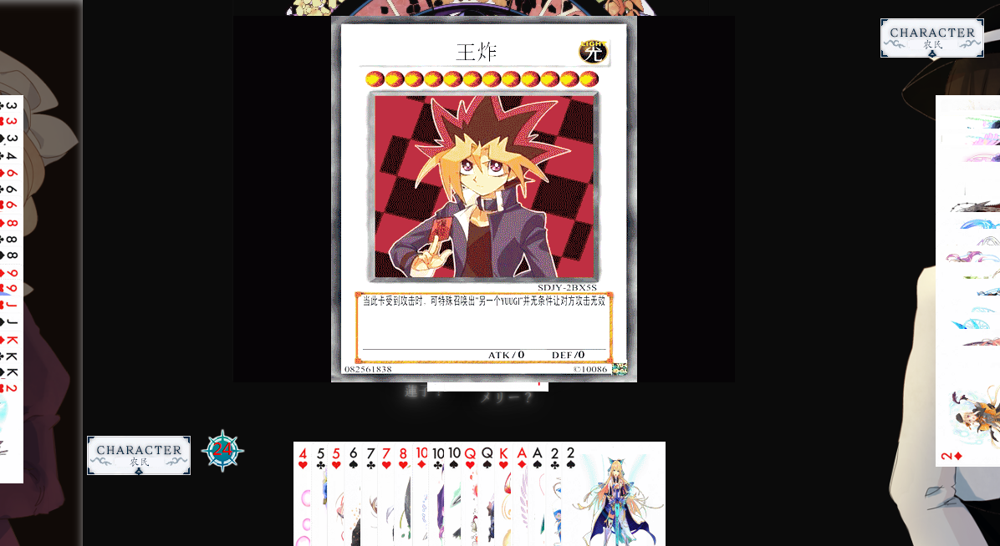 王炸
LIGHT
光
SDJY-2BX5S
当此卡受到攻击时，可特殊召唤出"另一个YUUGI"并无条件让对方攻击无效
ATK/0 DEF/0
082561838 ©10086
CHARACTER
农民
メリー？
CHARACTER
农民
24
3
3
3
4
6
6
6
8
8
8
9
9
J
J
K
K
K
2
4 5 5 6 7 7 8 10 10 10 Q Q K A A 2 2
2